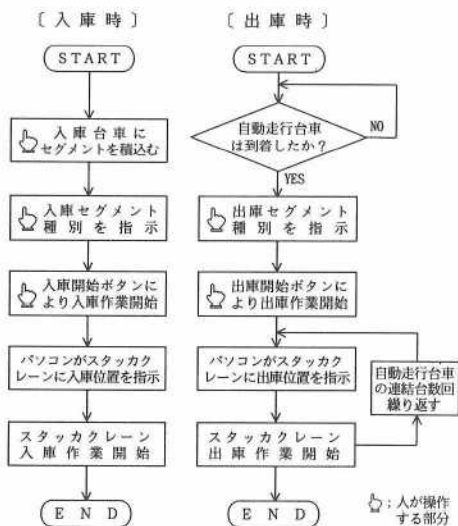 〔入庫時〕
START
入庫台車に
セグメントを積込む
入庫セグメント
種別を指示
入庫開始ボタンに
より入庫作業開始
パソコンがスタッカク
レーンに入庫位置を指示
スタッカクレーン
入庫作業開始
END
〔出庫時〕
START
自動走行台車
は到着したか?
NO
YES
出庫セグメント
種別を指示
出庫開始ボタンに
より出庫作業開始
パソコンがスタッカク
レーンに出庫位置を指示
自動走行台車
の連結台数回
繰り返す
スタッカクレーン
出庫作業開始
END
;人が操作
する部分